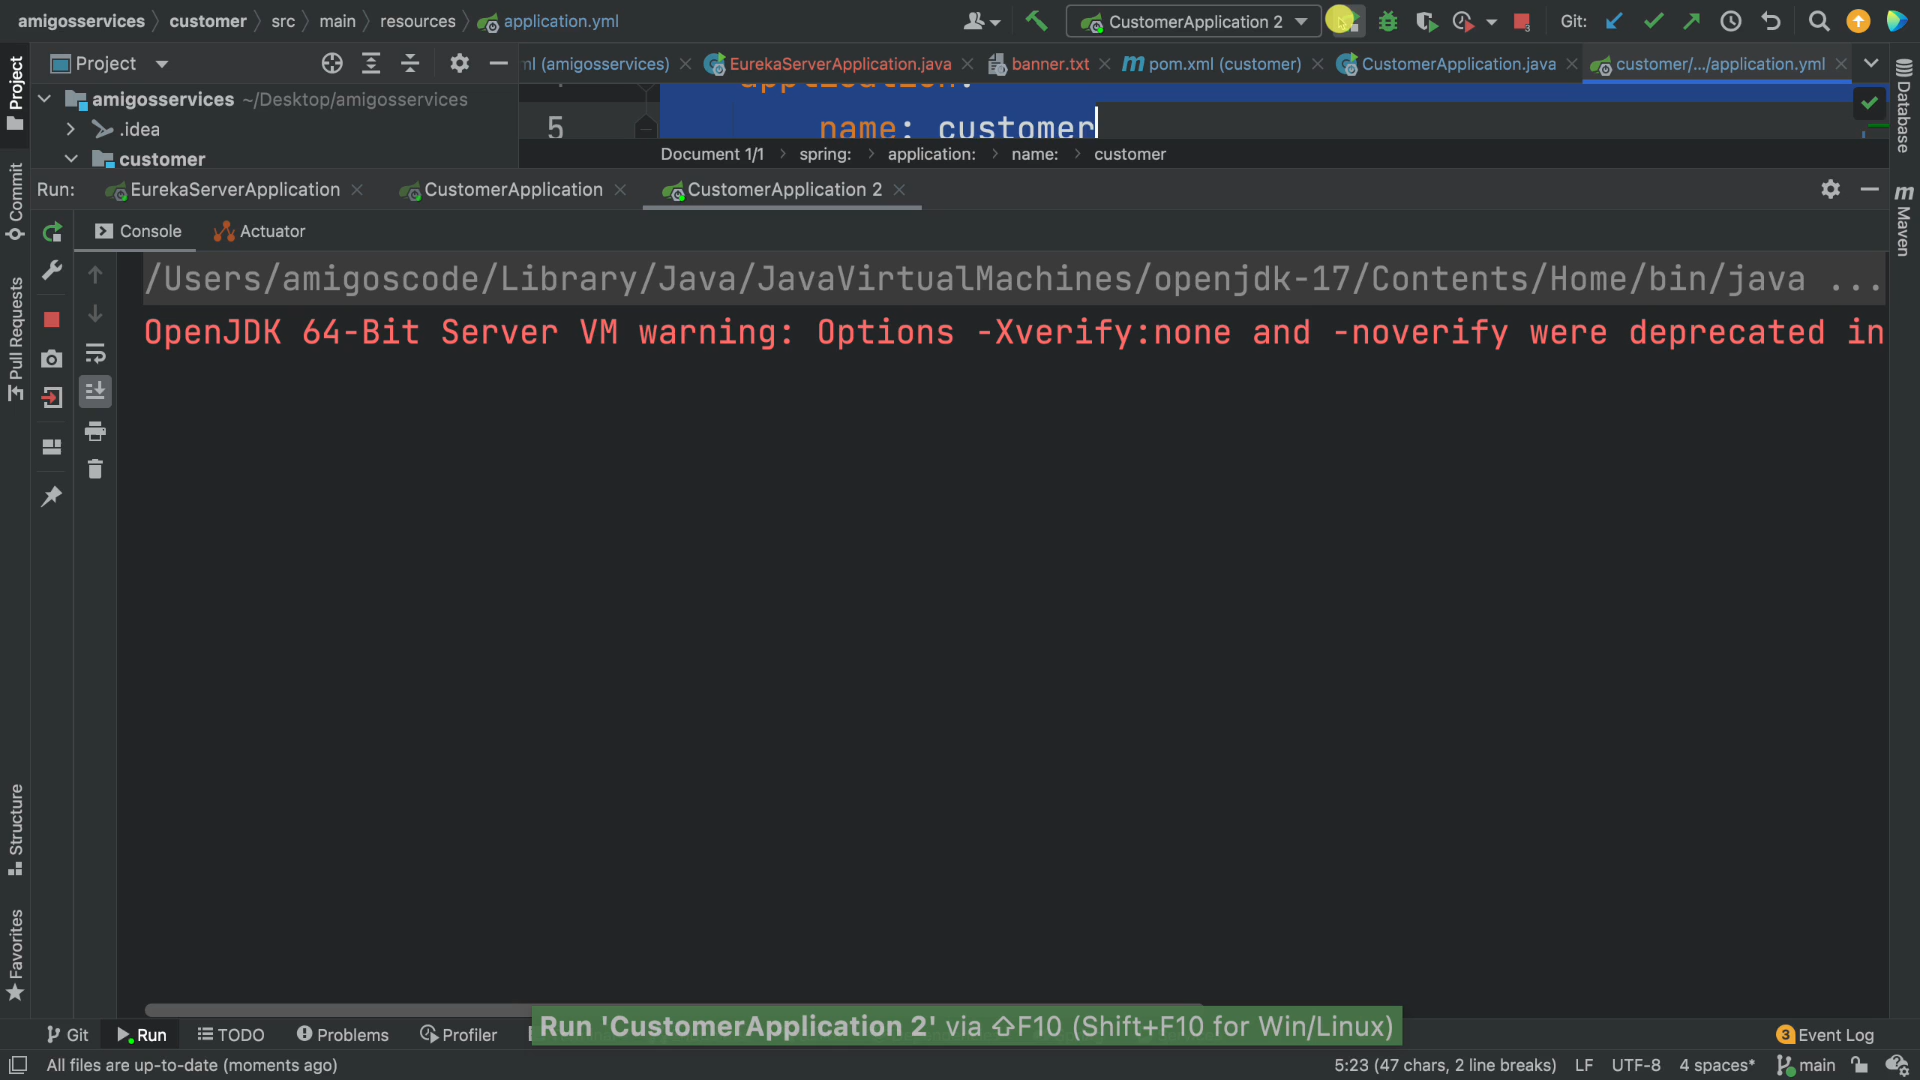 amigosservices customer src main resources application.yml
CustomerApplication 2
Git:
Project
ml (amigosservices) EurekaServerApplication.java banner.txt pom.xml (customer) CustomerApplication.java customer/.../application.yml
amigosservices ~/Desktop/amigosservices
.idea
customer
application:
5 name: customer
Document 1/1 spring: application: name: customer
Run: EurekaServerApplication CustomerApplication CustomerApplication 2
Console Actuator
/Users/amigoscode/Library/Java/JavaVirtualMachines/openjdk-17/Contents/Home/bin/java ...
OpenJDK 64-Bit Server VM warning: Options -Xverify:none and -noverify were deprecated in
Project
Commit
Pull Requests
Structure
Favorites
Database
m
Maven
Git Run TODO Problems Profiler
Run 'CustomerApplication 2' via ⇧F10 (Shift+F10 for Win/Linux)
3 Event Log
All files are up-to-date (moments ago)
5:23 (47 chars, 2 line breaks) LF UTF-8 4 spaces* main